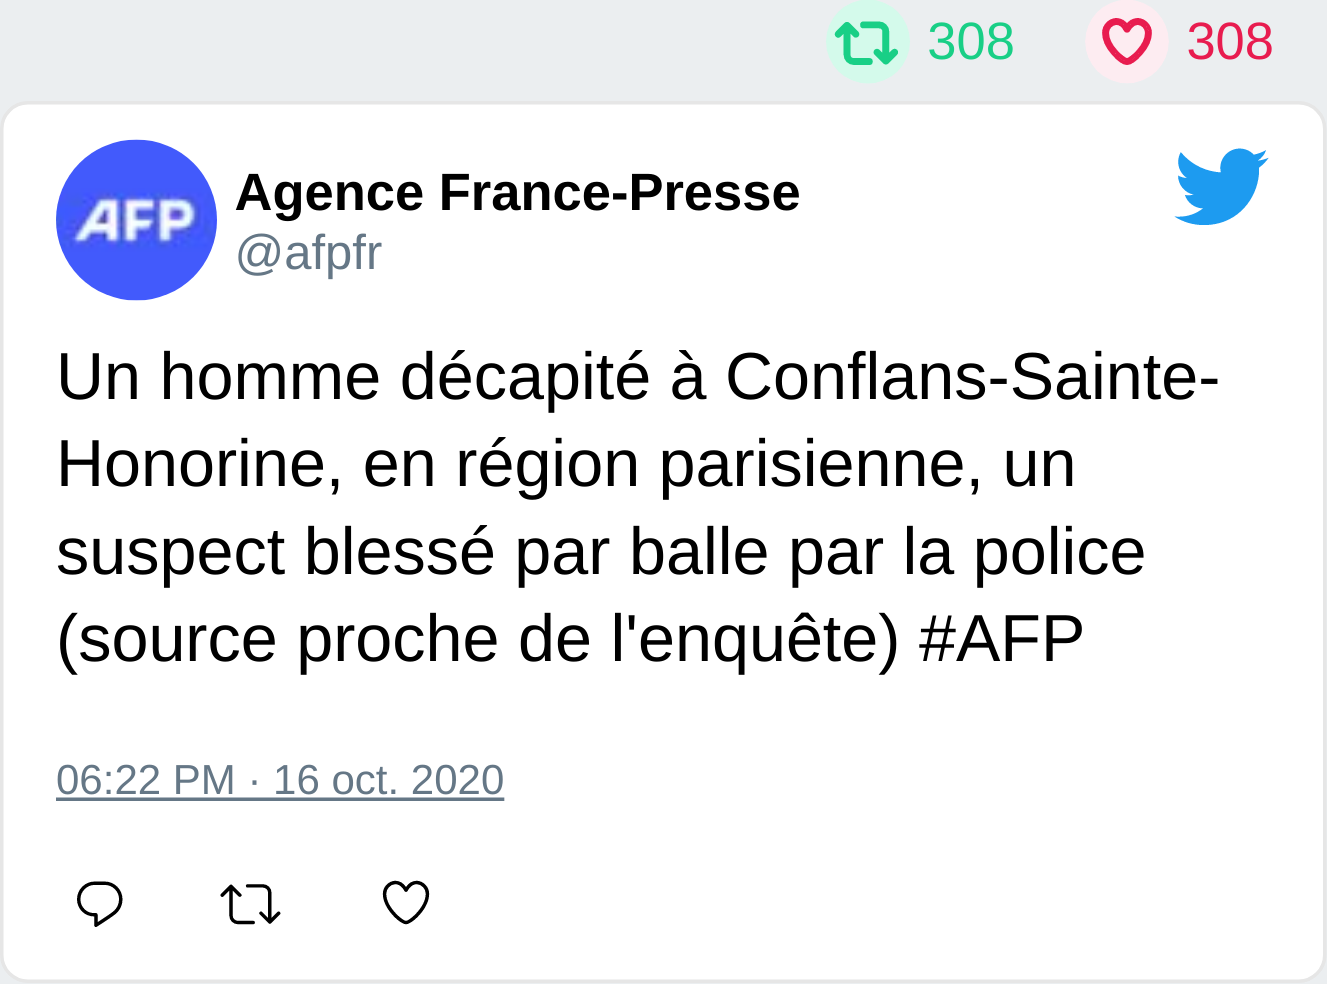 308 308
AFP
Agence France-Presse
@afpfr
Un homme décapité à Conflans-Sainte-
Honorine, en région parisienne, un
suspect blessé par balle par la police
(source proche de l'enquête) #AFP
06:22 PM · 16 oct. 2020